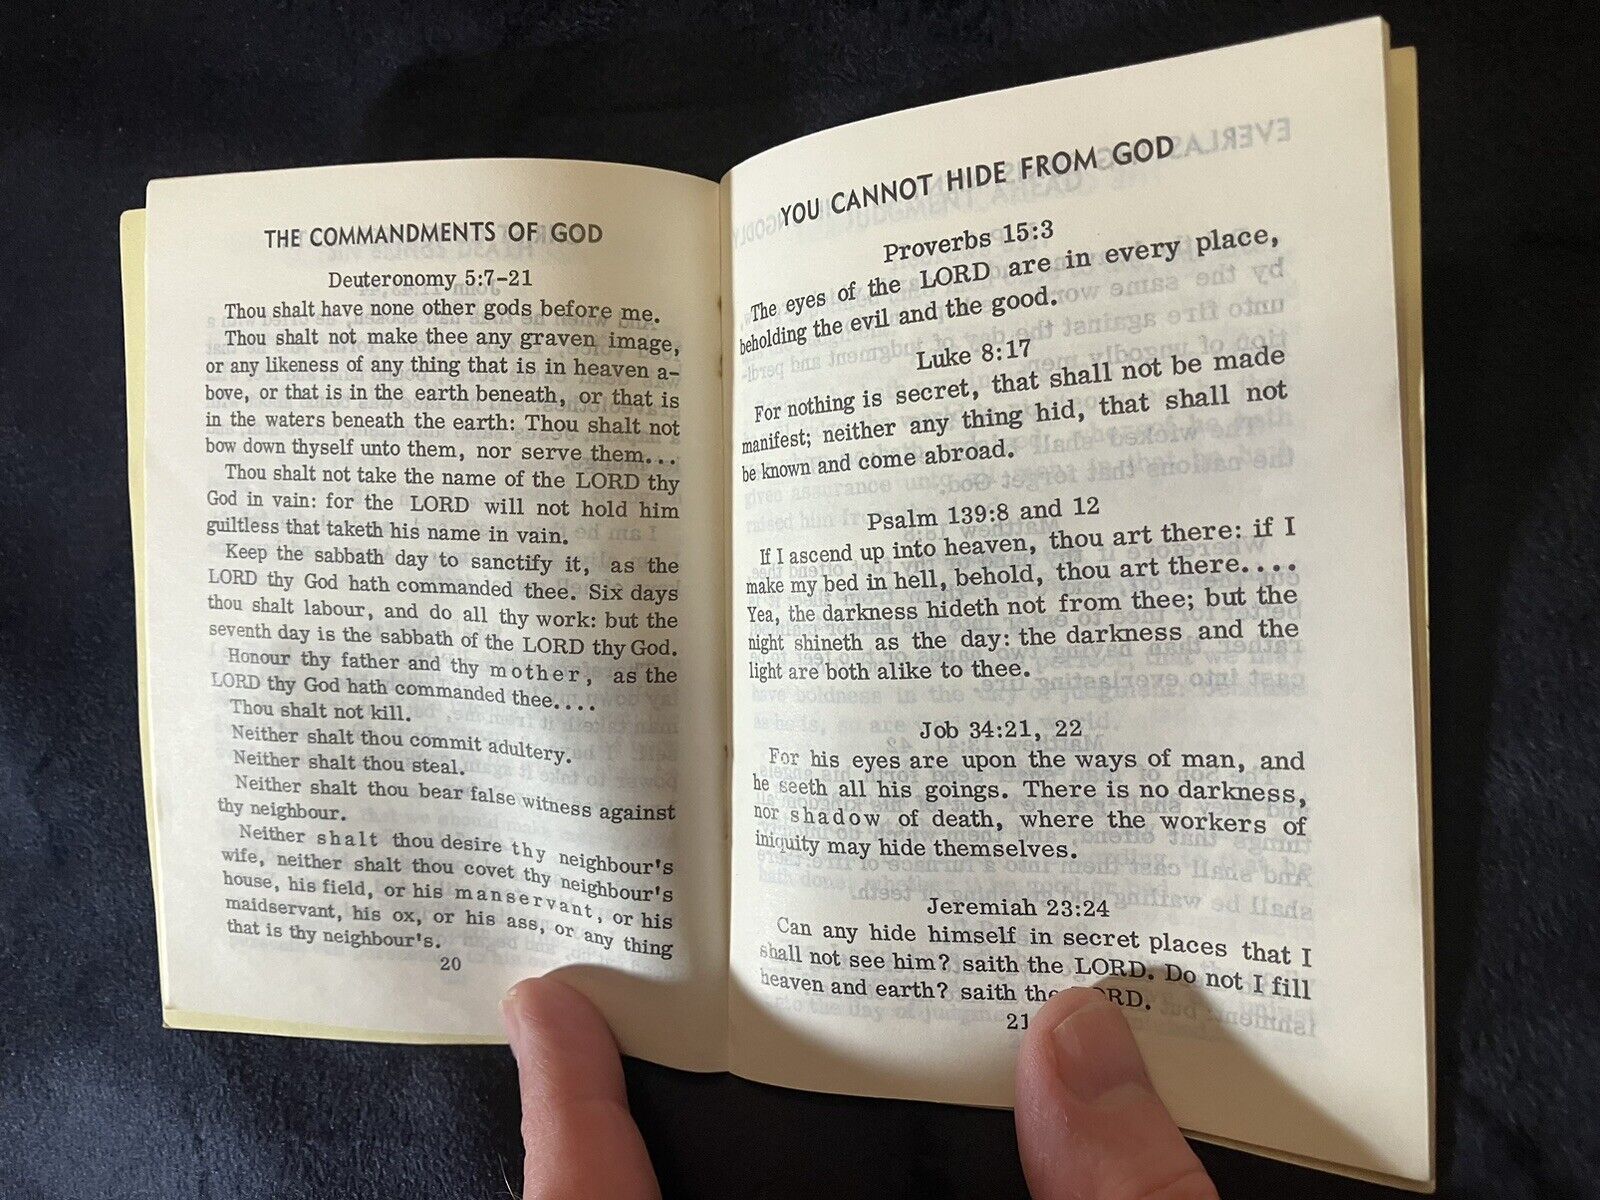 THE COMMANDMENTS OF GOD
Deuteronomy 5:7-21
Thou shalt have none other gods before me.
Thou shalt not make thee any graven image,
or any likeness of any thing that is in heaven a-
bove, or that is in the earth beneath, or that is
in the waters beneath the earth: Thou shalt not
bow down thyself unto them, nor serve them...
Thou shalt not take the name of the LORD thy
God in vain: for the LORD will not hold him
guiltless that taketh his name in vain.
Keep the sabbath day to sanctify it, as the
LORD thy God hath commanded thee. Six days
thou shalt labour, and do all thy work: but the
seventh day is the sabbath of the LORD thy God.
Honour thy father and thy mother, as the
LORD thy God hath commanded thee....
Thou shalt not kill.
Neither shalt thou commit adultery.
Neither shalt thou steal.
Neither shalt thou bear false witness against
thy neighbour.
Neither shalt thou desire thy neighbour's
wife, neither shalt thou covet thy neighbour's
house, his field, or his manservant, or his
maidservant, his ox, or his ass, or any thing
that is thy neighbour's.
20
YOU CANNOT HIDE FROM GOD
Proverbs 15:3
The eyes of the LORD are in every place,
beholding the evil and the good.
Luke 8:17
For nothing is secret, that shall not be made
manifest; neither any thing hid, that shall not
be known and come abroad.
Psalm 139:8 and 12
If I ascend up into heaven, thou art there: if I
make my bed in hell, behold, thou art there....
Yea, the darkness hideth not from thee; but the
night shineth as the day: the darkness and the
light are both alike to thee.
Job 34:21, 22
For his eyes are upon the ways of man, and
he seeth all his goings. There is no darkness,
nor shadow of death, where the workers of
iniquity may hide themselves.
Jeremiah 23:24
Can any hide himself in secret places that I
shall not see him? saith the LORD. Do not I fill
heaven and earth? saith the LORD.
21